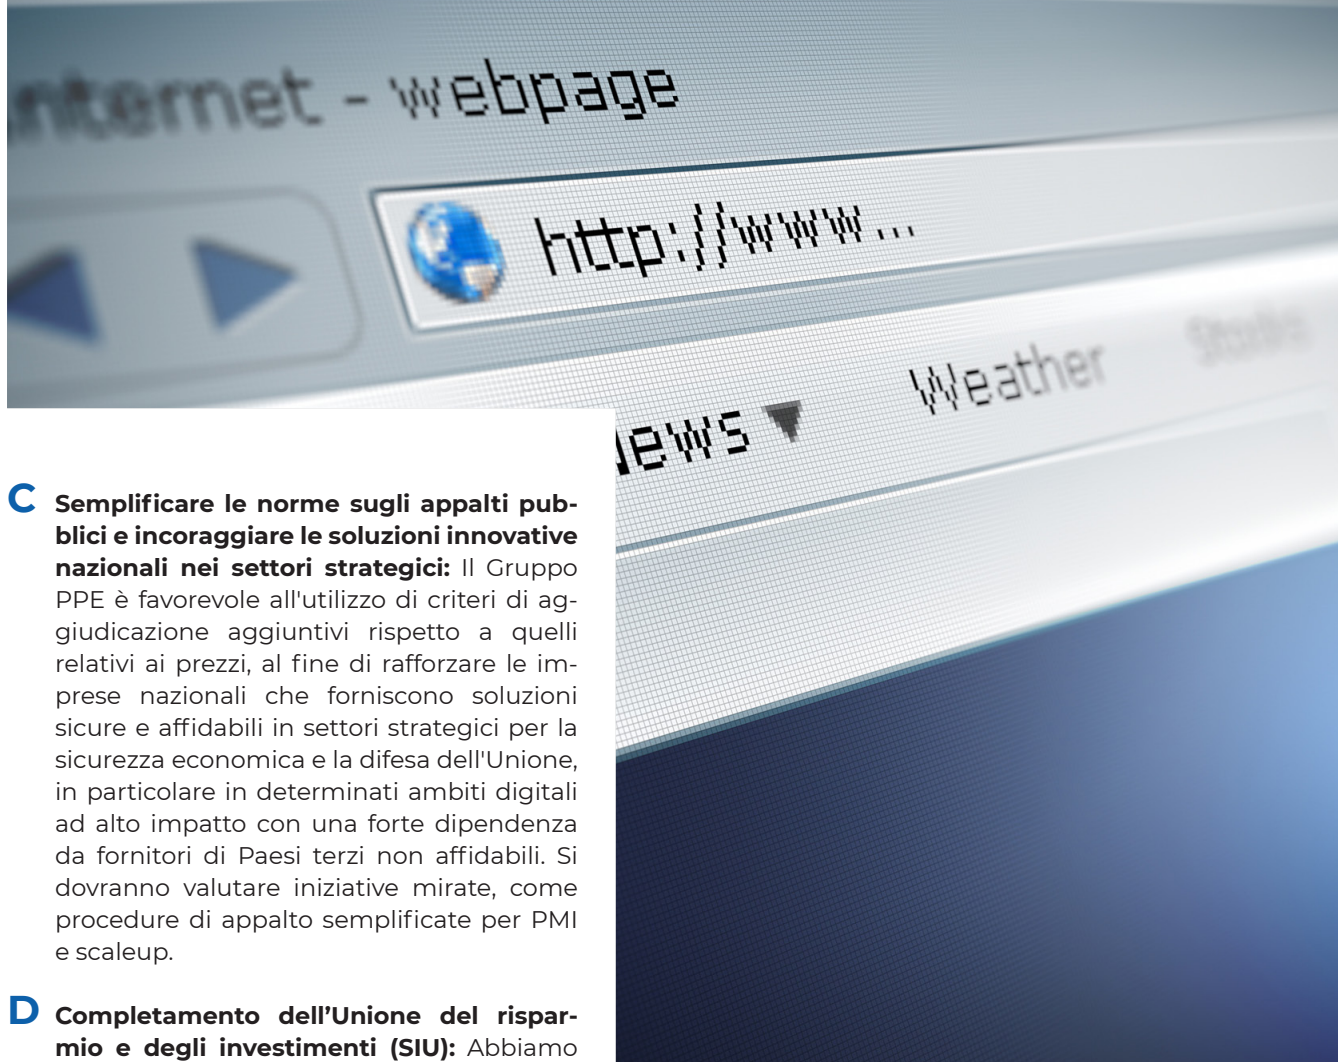 internet - webpage
http://www...
News
Weather
C Semplificare le norme sugli appalti pub-
blici e incoraggiare le soluzioni innovative
nazionali nei settori strategici: Il Gruppo
PPE è favorevole all'utilizzo di criteri di ag-
giudicazione aggiuntivi rispetto a quelli
relativi ai prezzi, al fine di rafforzare le im-
prese nazionali che forniscono soluzioni
sicure e affidabili in settori strategici per la
sicurezza economica e la difesa dell'Unione,
in particolare in determinati ambiti digitali
ad alto impatto con una forte dipendenza
da fornitori di Paesi terzi non affidabili. Si
dovranno valutare iniziative mirate, come
procedure di appalto semplificate per PMI
e scaleup.
D Completamento dell’Unione del rispar-
mio e degli investimenti (SIU): Abbiamo